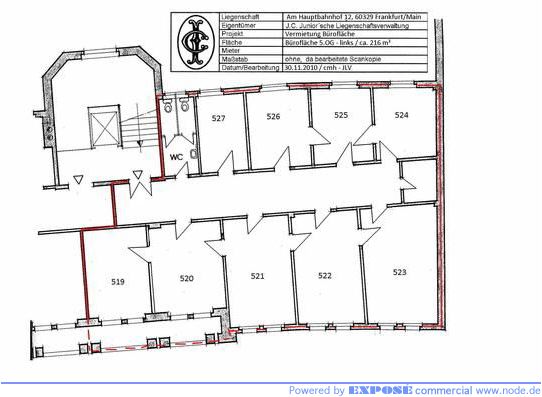 Liegenschaft Am Hauptbahnhof 12, 60329 Frankfurt/Main
Eigentümer J.C. Junior´sche Liegenschaftsverwaltung
Projekt Vermietung Bürofläche
Fläche Bürofläche 5.OG - links / ca. 216 m²
Mieter
Maßstab ohne, da bearbeitete Scankopie
Datum/Bearbeitung 30.11.2010 / cmh - JLV
527
526
525
524
WC
519
520
521
522
523
Powered by EXPOSE commercial www.node.de